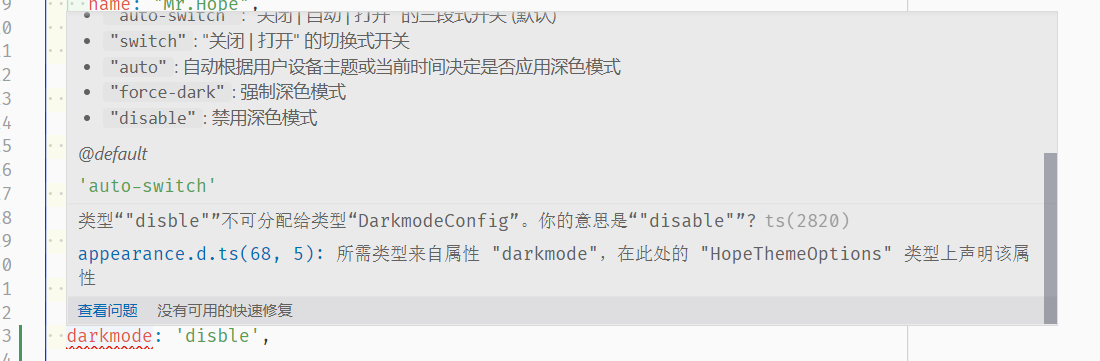 9 name: "Mr.Hope",
0 "auto-switch": "关闭 | 自动 | 打开" 的三段式开关 (默认)
1 "switch": "关闭 | 打开" 的切换式开关
2 "auto": 自动根据用户设备主题或当前时间决定是否应用深色模式
3 "force-dark": 强制深色模式
4 "disable": 禁用深色模式
5 @default
6
7 'auto-switch'
8 类型“"disble"”不可分配给类型“DarkmodeConfig”。你的意思是“"disable"”? ts(2820)
9 appearance.d.ts(68, 5): 所需类型来自属性 "darkmode"，在此处的 "HopeThemeOptions" 类型上声明该属
0
1 性
2 查看问题 没有可用的快速修复
3 darkmode: 'disble',
4